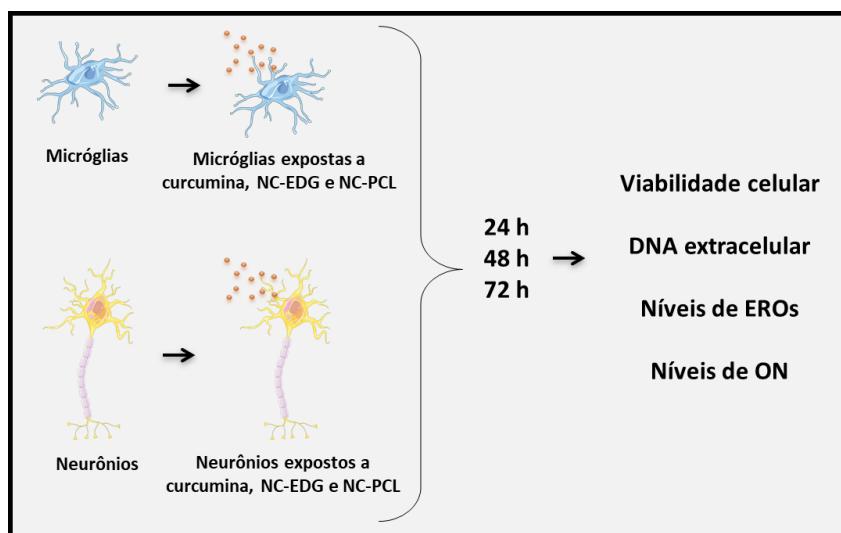 Micróglias
Micróglias expostas a
curcumina, NC-EDG e NC-PCL
Neurônios
Neurônios expostos a
curcumina, NC-EDG e NC-PCL
24 h
48 h
72 h
Viabilidade celular
DNA extracelular
Níveis de EROs
Níveis de ON